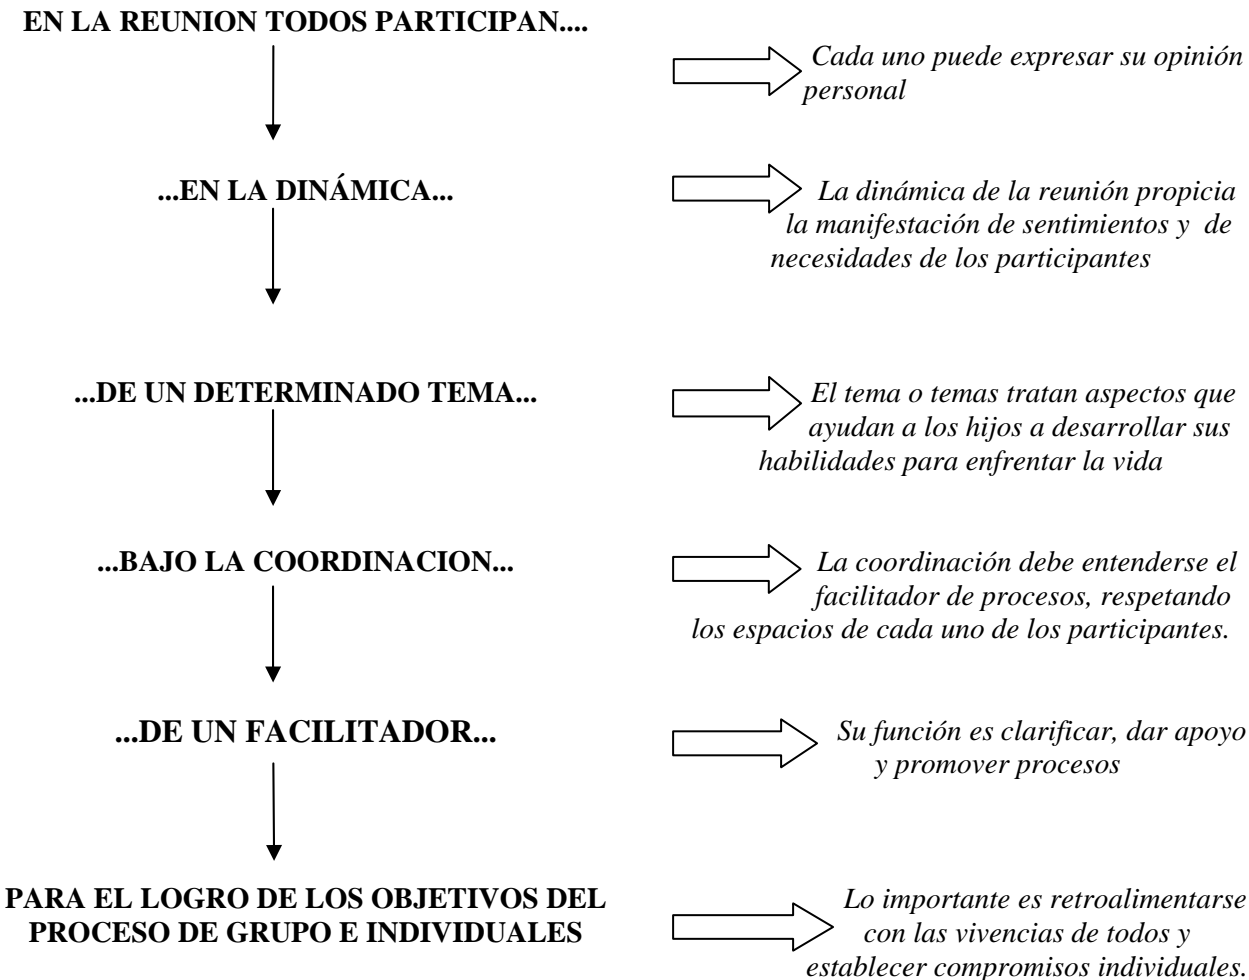 EN LA REUNION TODOS PARTICIPAN....
Cada uno puede expresar su opinión
personal
...EN LA DINÁMICA...
La dinámica de la reunión propicia
la manifestación de sentimientos y de
necesidades de los participantes
...DE UN DETERMINADO TEMA...
El tema o temas tratan aspectos que
ayudan a los hijos a desarrollar sus
habilidades para enfrentar la vida
...BAJO LA COORDINACION...
La coordinación debe entenderse el
facilitador de procesos, respetando
los espacios de cada uno de los participantes.
...DE UN FACILITADOR...
Su función es clarificar, dar apoyo
y promover procesos
PARA EL LOGRO DE LOS OBJETIVOS DEL
PROCESO DE GRUPO E INDIVIDUALES
Lo importante es retroalimentarse
con las vivencias de todos y
establecer compromisos individuales.